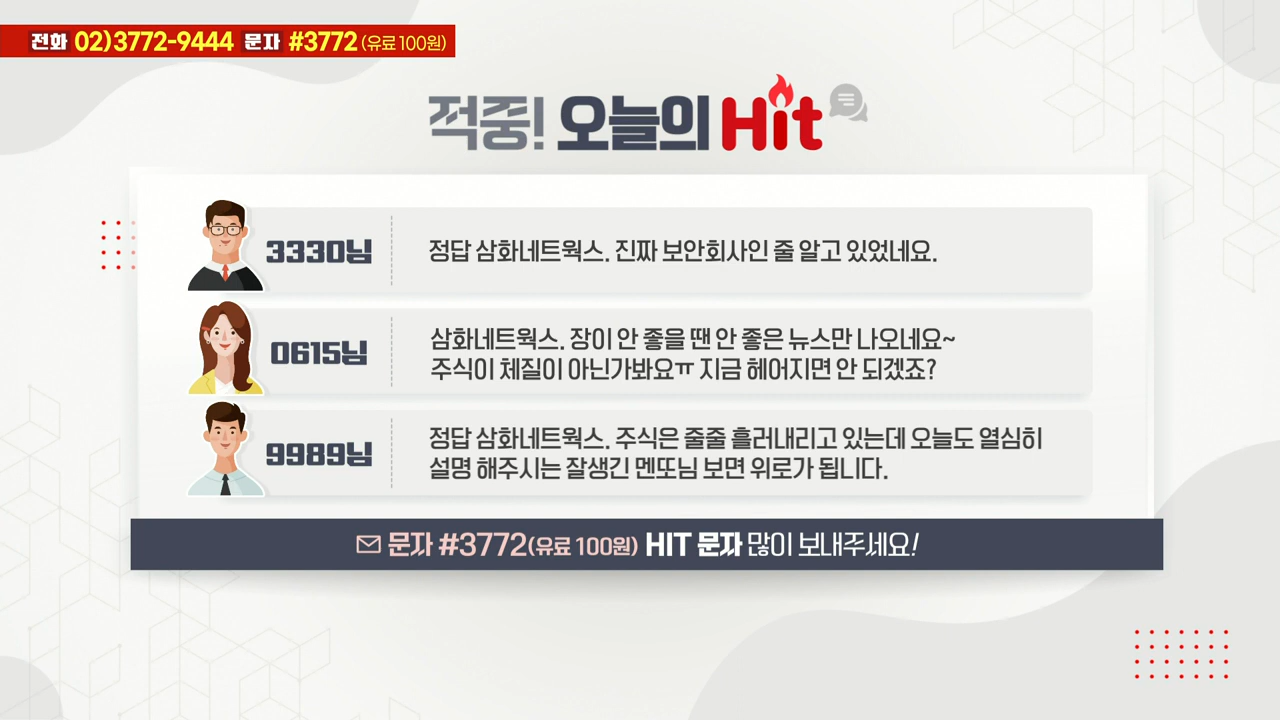 전화 02)3772-9444 문자 #3772 (유료 100원)
적중! 오늘의 Hit
3330님
정답 삼화네트웍스. 진짜 보안회사인 줄 알고 있었네요.
0615님
삼화네트웍스. 장이 안 좋을 땐 안 좋은 뉴스만 나오네요~
주식이 체질이 아닌가봐요ㅠ 지금 헤어지면 안 되겠죠?
9989님
정답 삼화네트웍스. 주식은 줄줄 흘러내리고 있는데 오늘도 열심히
설명 해주시는 잘생긴 멘또님 보면 위로가 됩니다.
문자 #3772(유료 100원) HIT 문자 많이 보내주세요!